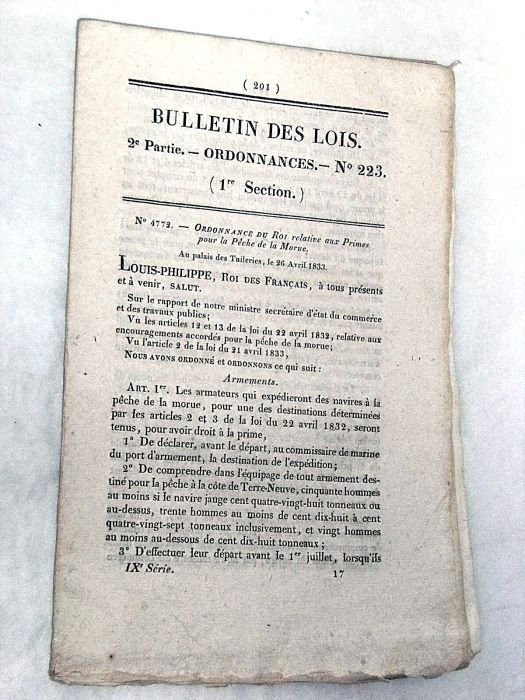 ( 201 )
BULLETIN DES LOIS.
2e Partie. — ORDONNANCES. — No 223.
( 1re Section. )
No 4772. — ORDONNANCE DU ROI relative aux Primes
pour la Pêche de la Morue.
Au palais des Tuileries, le 26 Avril 1833.
LOUIS-PHILIPPE, ROI DES FRANÇAIS, à tous présents
et à venir, SALUT.
Sur le rapport de notre ministre secrétaire d'état du commerce
et des travaux publics;
Vu les articles 12 et 13 de la loi du 22 avril 1832, relative aux
encouragements accordés pour la pêche de la morue;
Vu l'article 2 de la loi du 21 avril 1833,
NOUS AVONS ORDONNÉ et ORDONNONS ce qui suit :
Armements.
ART. 1er. Les armateurs qui expédieront des navires à la
pêche de la morue, pour une des destinations déterminées
par les articles 2 et 3 de la loi du 22 avril 1832, seront
tenus, pour avoir droit à la prime,
1° De déclarer, avant le départ, au commissaire de marine
du port d'armement, la destination de l'expédition;
2° De comprendre dans l'équipage de tout armement des-
tiné pour la pêche à la côte de Terre-Neuve, cinquante hommes
au moins si le navire jauge cent quatre-vingt-huit tonneaux ou
au-dessus, trente hommes au moins de cent dix-huit à cent
quatre-vingt-sept tonneaux inclusivement, et vingt hommes
au moins au-dessous de cent dix-huit tonneaux;
3° D'effectuer leur départ avant le 1er juillet, lorsqu'ils
IXe Série. 17